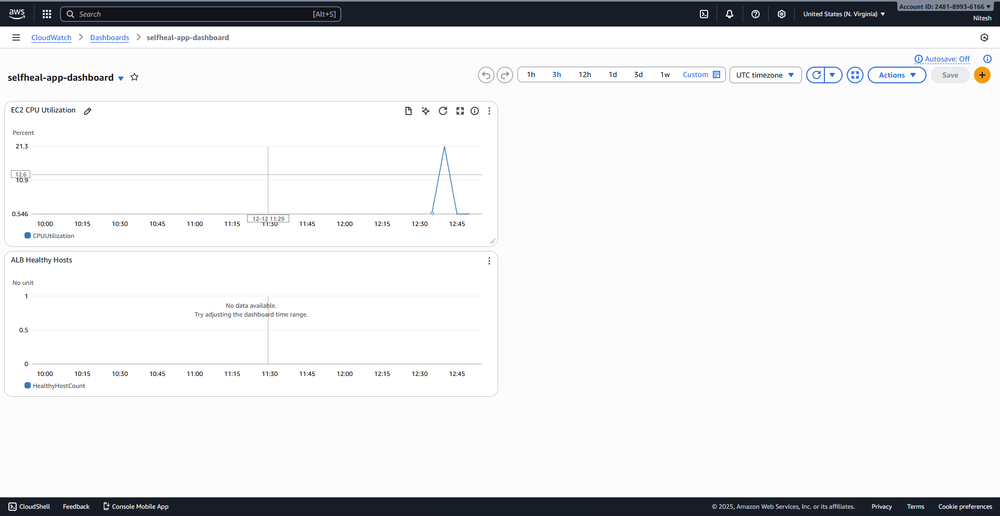 aws
Search [Alt+S]
United States (N. Virginia)
Account ID: 2481-8993-6166
Nitesh
CloudWatch
Dashboards
selfheal-app-dashboard
Autosave: Off
selfheal-app-dashboard
1h 3h 12h 1d 3d 1w Custom
UTC timezone
Actions
Save
EC2 CPU Utilization
Percent
21.3
12.6
10.9
0.546
12-12 11:29
10:00 10:15 10:30 10:45 11:00 11:15 11:30 11:45 12:00 12:15 12:30 12:45
CPUUtilization
ALB Healthy Hosts
No unit
1
No data available.
Try adjusting the dashboard time range.
0.5
0
10:00 10:15 10:30 10:45 11:00 11:15 11:30 11:45 12:00 12:15 12:30 12:45
HealthyHostCount
CloudShell
Feedback
Console Mobile App
© 2025, Amazon Web Services, Inc. or its affiliates.
Privacy
Terms
Cookie preferences